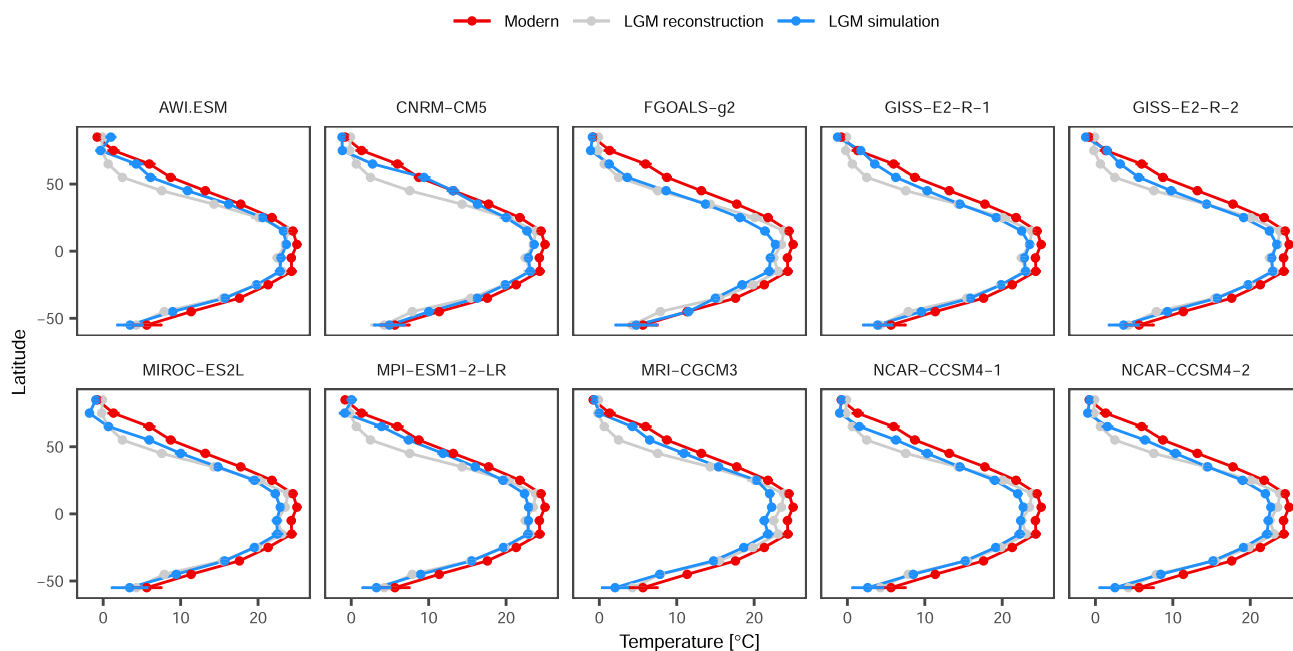 Modern LGM reconstruction LGM simulation
AWI.ESM CNRM−CM5 FGOALS−g2 GISS−E2−R−1 GISS−E2−R−2
50
0
−50
MIROC−ES2L MPI−ESM1−2−LR MRI−CGCM3 NCAR−CCSM4−1 NCAR−CCSM4−2
50
0
−50
0 10 20 0 10 20 0 10 20 0 10 20 0 10 20
Latitude
Temperature [°C]